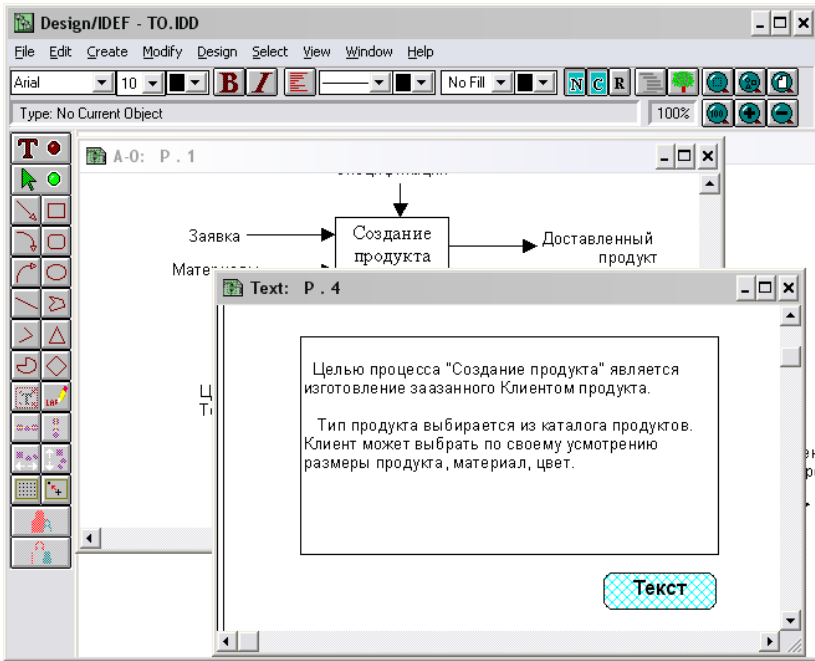 Design/IDEF - TO.IDD
File Edit Create Modify Design Select View Window Help
Arial 10 B I No Fill N C R
Type: No Current Object 100% 100
T
A-0: P . 1
Заявка
Создание
продукта
Доставленный
продукт
Text: P . 4
Целью процесса "Создание продукта" является
изготовление заазанного Клиентом продукта.
Тип продукта выбирается из каталога продуктов.
Клиент может выбрать по своему усмотрению
размеры продукта, материал, цвет.
Текст